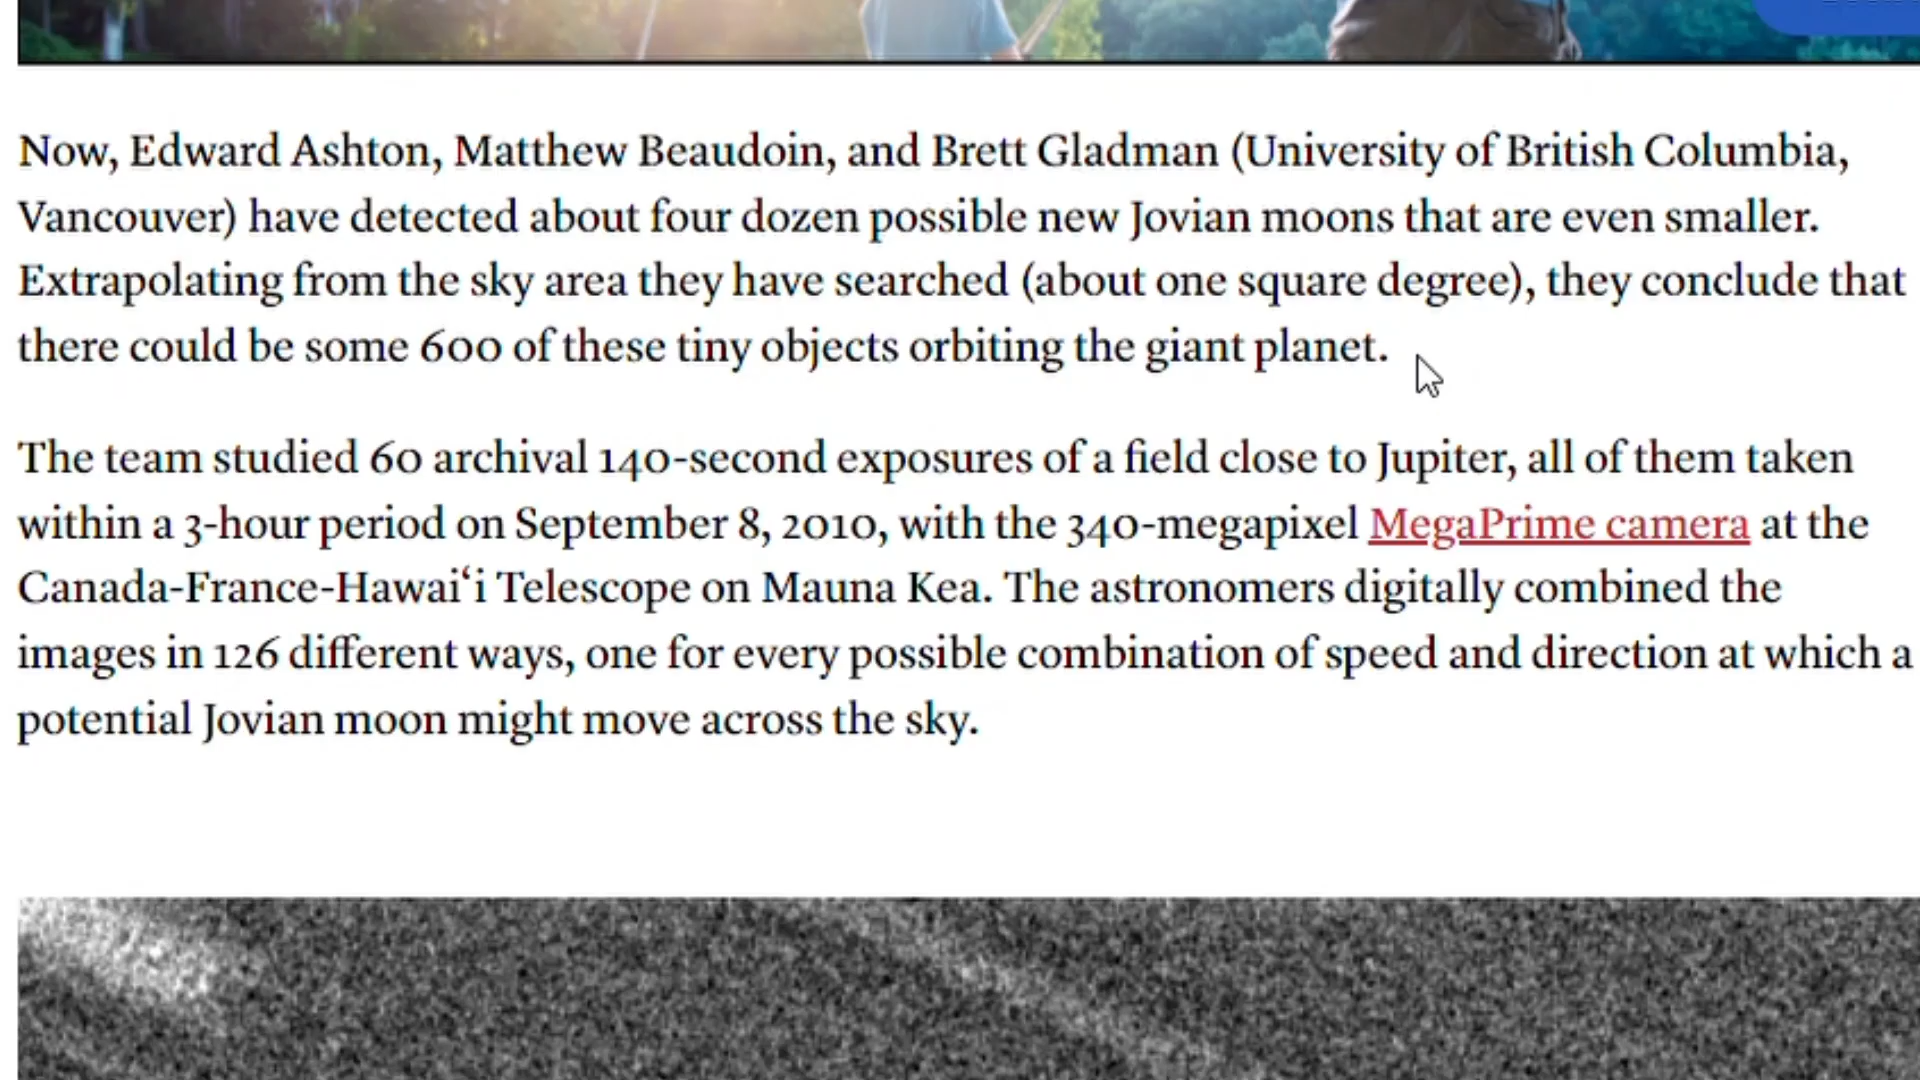 Now, Edward Ashton, Matthew Beaudoin, and Brett Gladman (University of British Columbia,
Vancouver) have detected about four dozen possible new Jovian moons that are even smaller.
Extrapolating from the sky area they have searched (about one square degree), they conclude that
there could be some 600 of these tiny objects orbiting the giant planet.
The team studied 60 archival 140-second exposures of a field close to Jupiter, all of them taken
within a 3-hour period on September 8, 2010, with the 340-megapixel MegaPrime camera at the
Canada-France-Hawaiʻi Telescope on Mauna Kea. The astronomers digitally combined the
images in 126 different ways, one for every possible combination of speed and direction at which a
potential Jovian moon might move across the sky.